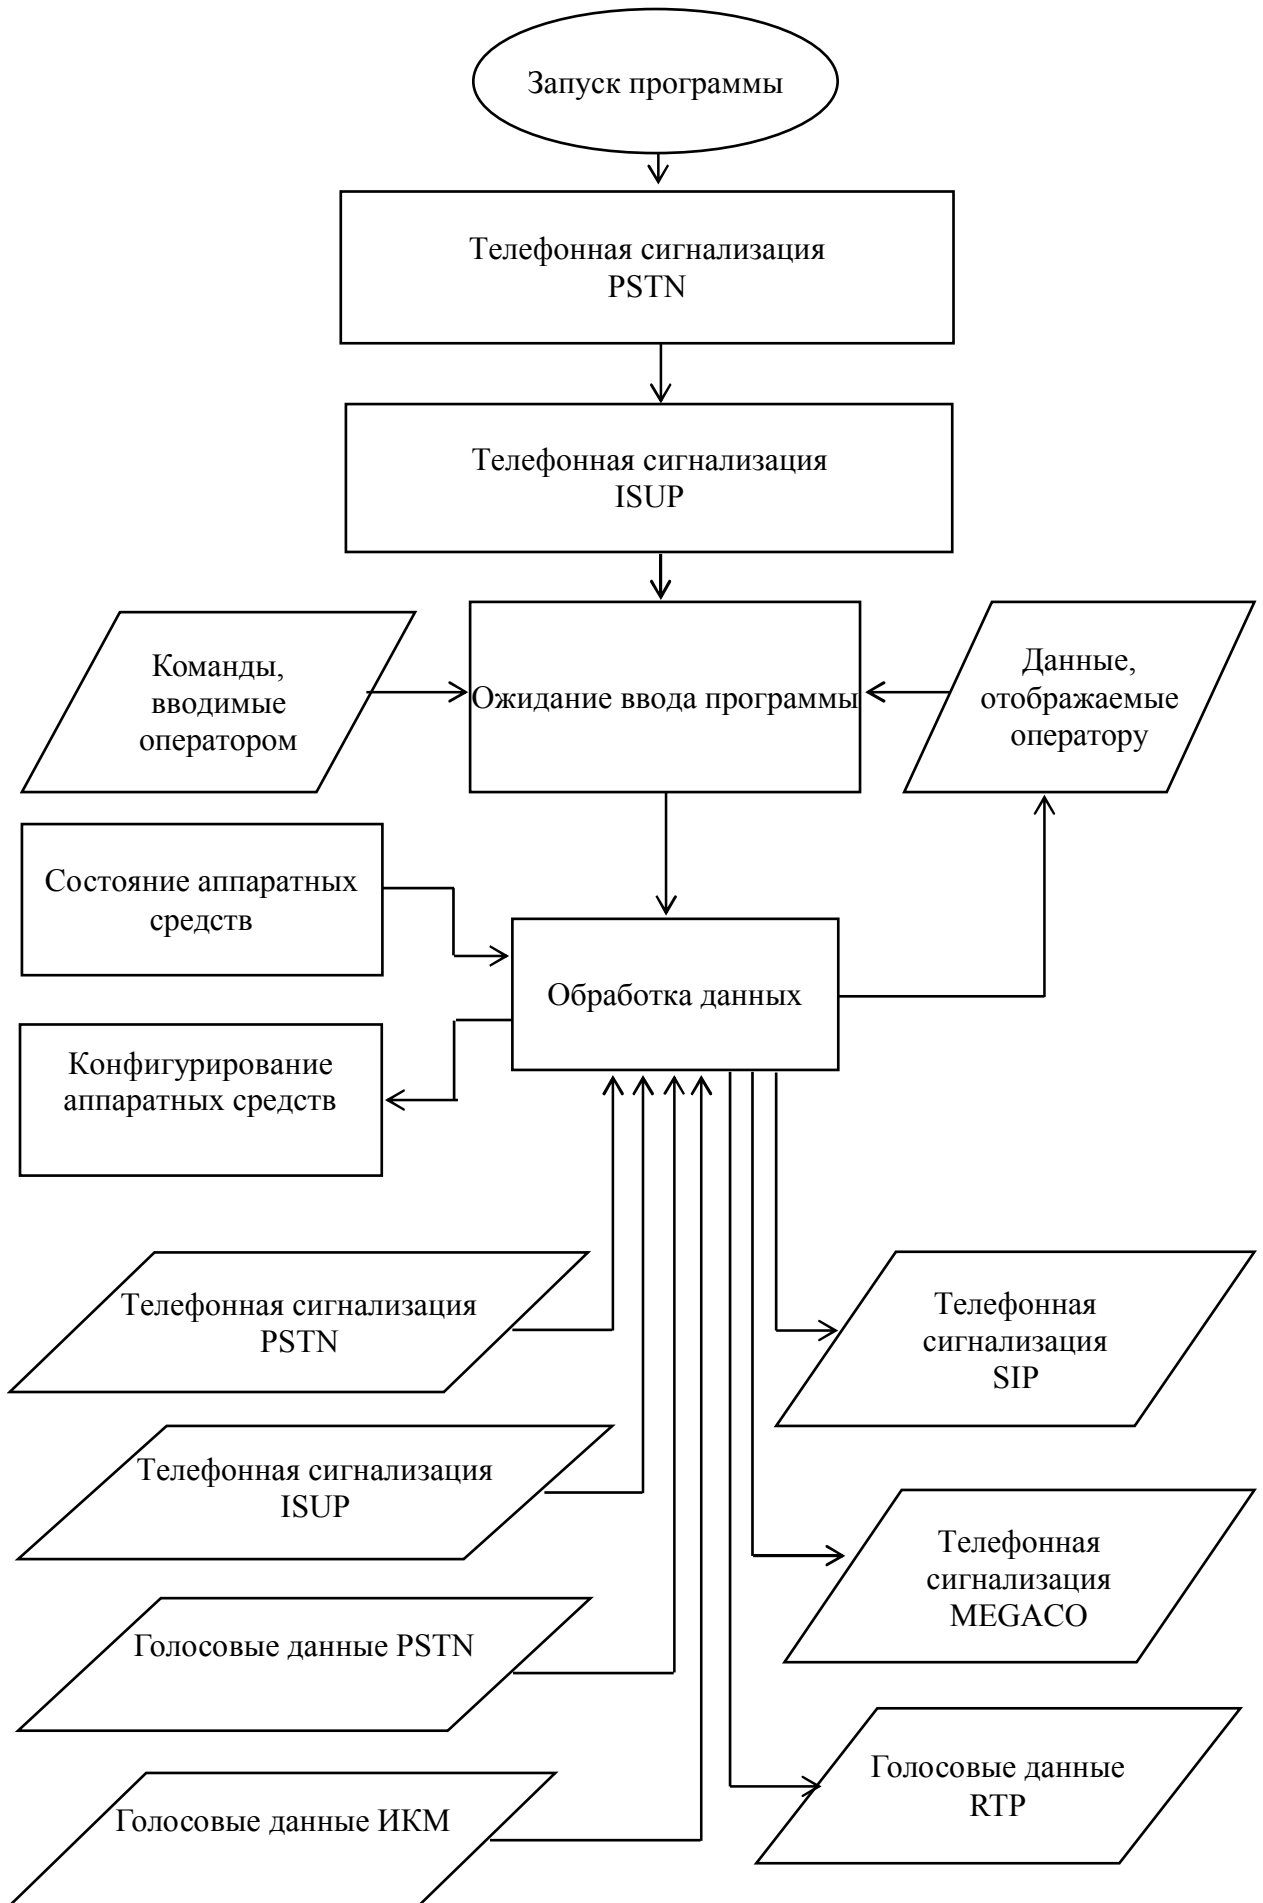 Запуск программы
Телефонная сигнализация
PSTN
Телефонная сигнализация
ISUP
Команды,
вводимые
оператором
Ожидание ввода программы
Данные,
отображаемые
оператору
Состояние аппаратных
средств
Обработка данных
Конфигурирование
аппаратных средств
Телефонная сигнализация
PSTN
Телефонная
сигнализация
SIP
Телефонная сигнализация
ISUP
Телефонная
сигнализация
MEGACO
Голосовые данные PSTN
Голосовые данные
RTP
Голосовые данные ИКМ